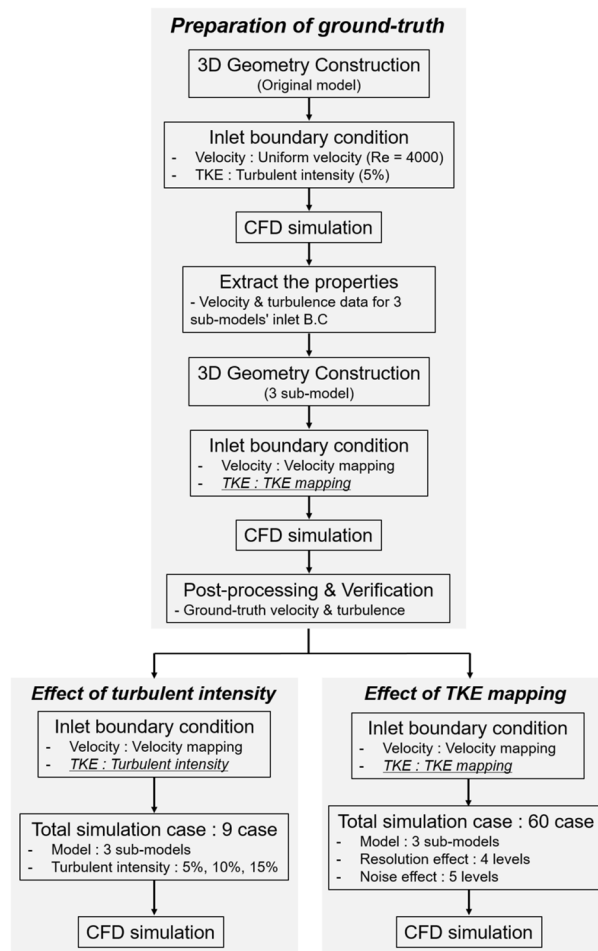 Preparation of ground-truth
3D Geometry Construction
(Original model)
Inlet boundary condition
- Velocity : Uniform velocity (Re = 4000)
- TKE : Turbulent intensity (5%)
CFD simulation
Extract the properties
- Velocity & turbulence data for 3
sub-models' inlet B.C
3D Geometry Construction
(3 sub-model)
Inlet boundary condition
- Velocity : Velocity mapping
- TKE : TKE mapping
CFD simulation
Post-processing & Verification
- Ground-truth velocity & turbulence
Effect of turbulent intensity
Inlet boundary condition
- Velocity : Velocity mapping
- TKE : Turbulent intensity
Total simulation case : 9 case
- Model : 3 sub-models
- Turbulent intensity : 5%, 10%, 15%
CFD simulation
Effect of TKE mapping
Inlet boundary condition
- Velocity : Velocity mapping
- TKE : TKE mapping
Total simulation case : 60 case
- Model : 3 sub-models
- Resolution effect : 4 levels
- Noise effect : 5 levels
CFD simulation